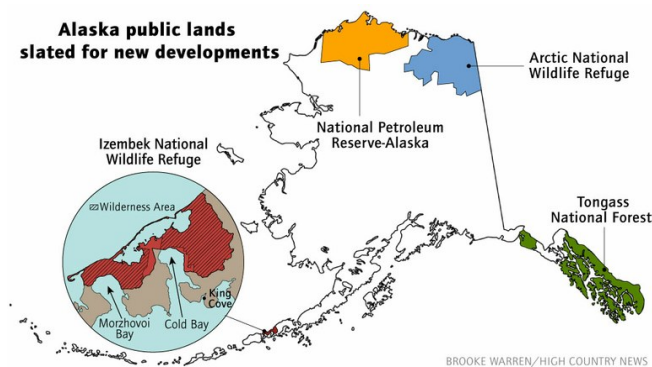 Alaska public lands
slated for new developments
Arctic National
Wildlife Refuge
National Petroleum
Reserve-Alaska
Izembek National
Wildlife Refuge
Wilderness Area
Tongass
National Forest
King
Cove
Morzhovoi
Bay
Cold Bay
BROOKE WARREN/HIGH COUNTRY NEWS